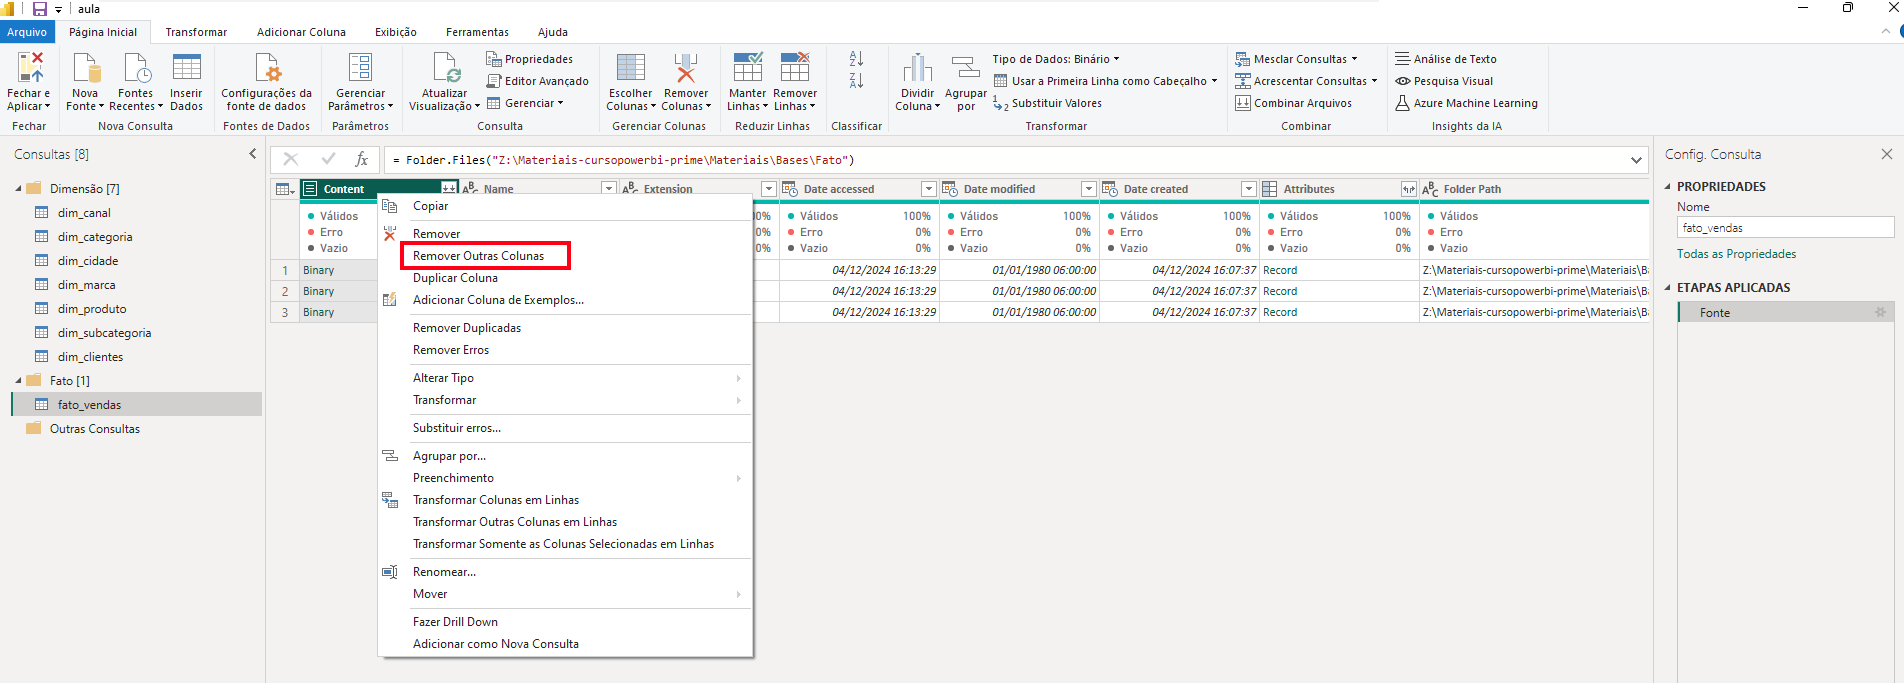 aula
Arquivo Página Inicial Transformar Adicionar Coluna Exibição Ferramentas Ajuda
Fechar e Aplicar
Fechar
Nova Fonte
Fontes Recentes
Inserir Dados
Nova Consulta
Configurações da fonte de dados
Fontes de Dados
Gerenciar Parâmetros
Parâmetros
Atualizar Visualização
Propriedades
Editor Avançado
Gerenciar
Consulta
Escolher Colunas
Remover Colunas
Gerenciar Colunas
Manter Linhas
Remover Linhas
Reduzir Linhas
Classificar
Dividir Coluna
Agrupar por
Tipo de Dados: Binário
Usar a Primeira Linha como Cabeçalho
Substituir Valores
Transformar
Mesclar Consultas
Acrescentar Consultas
Combinar Arquivos
Combinar
Análise de Texto
Pesquisa Visual
Azure Machine Learning
Insights da IA
Consultas [8]
Dimensão [7]
dim_canal
dim_categoria
dim_cidade
dim_marca
dim_produto
dim_subcategoria
dim_clientes
Fato [1]
fato_vendas
Outras Consultas
fx = Folder.Files("Z:\Materiais-cursopowerbi-prime\Materiais\Bases\Fato")
Content Name Extension Date accessed Date modified Date created Attributes Folder Path
Válidos 00% Válidos 100% Válidos 100% Válidos 100% Válidos 100% Válidos
Erro 0% Erro 0% Erro 0% Erro 0% Erro 0% Erro
Vazio 0% Vazio 0% Vazio 0% Vazio 0% Vazio 0% Vazio
1 Binary 04/12/2024 16:13:29 01/01/1980 06:00:00 04/12/2024 16:07:37 Record Z:\Materiais-cursopowerbi-prime\Materiais\Ba
2 Binary 04/12/2024 16:13:29 01/01/1980 06:00:00 04/12/2024 16:07:37 Record Z:\Materiais-cursopowerbi-prime\Materiais\Ba
3 Binary 04/12/2024 16:13:29 01/01/1980 06:00:00 04/12/2024 16:07:37 Record Z:\Materiais-cursopowerbi-prime\Materiais\Ba
Copiar
Remover
Remover Outras Colunas
Duplicar Coluna
Adicionar Coluna de Exemplos...
Remover Duplicadas
Remover Erros
Alterar Tipo
Transformar
Substituir erros...
Agrupar por...
Preenchimento
Transformar Colunas em Linhas
Transformar Outras Colunas em Linhas
Transformar Somente as Colunas Selecionadas em Linhas
Renomear...
Mover
Fazer Drill Down
Adicionar como Nova Consulta
Config. Consulta
PROPRIEDADES
Nome
fato_vendas
Todas as Propriedades
ETAPAS APLICADAS
Fonte